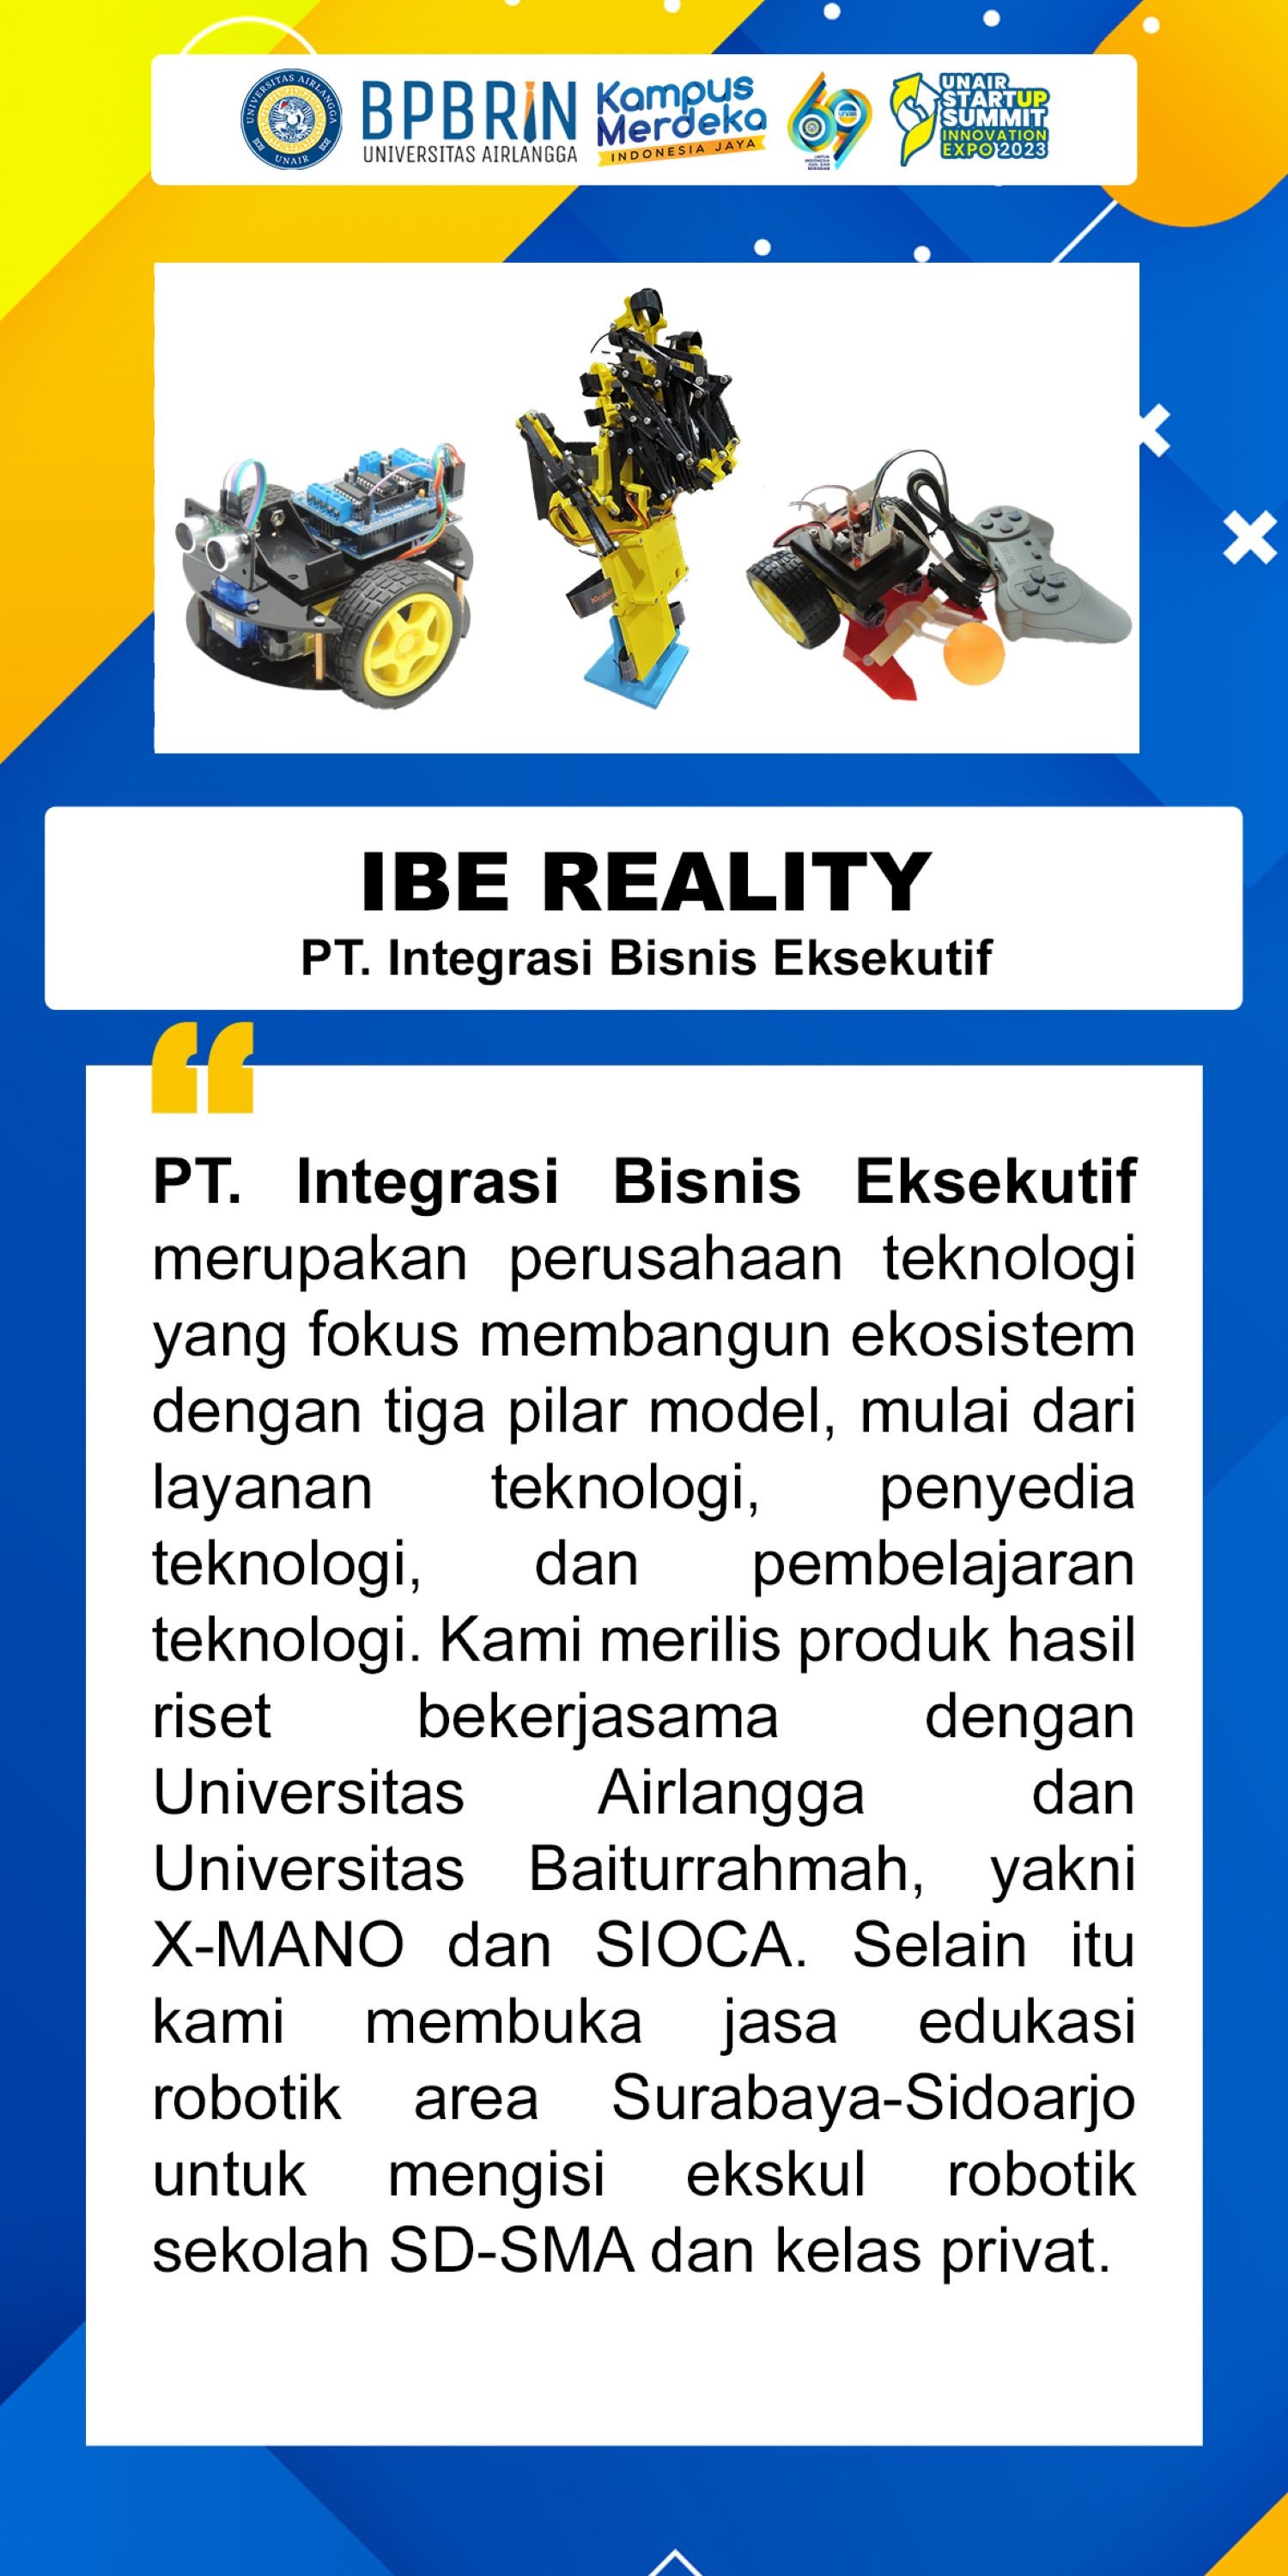 UNIVERSITAS AIRLANGGA
UNAIR
BPBRIN
UNIVERSITAS AIRLANGGA
Kampus
Merdeka
INDONESIA JAYA
69
UNAIR
STARTUP
SUMMIT
INNOVATION
EXPO 2023
IBE REALITY
PT. Integrasi Bisnis Eksekutif
PT. Integrasi Bisnis Eksekutif
merupakan perusahaan teknologi
yang fokus membangun ekosistem
dengan tiga pilar model, mulai dari
layanan teknologi, penyedia
teknologi, dan pembelajaran
teknologi. Kami merilis produk hasil
riset bekerjasama dengan
Universitas Airlangga dan
Universitas Baiturrahmah, yakni
X-MANO dan SIOCA. Selain itu
kami membuka jasa edukasi
robotik area Surabaya-Sidoarjo
untuk mengisi ekskul robotik
sekolah SD-SMA dan kelas privat.